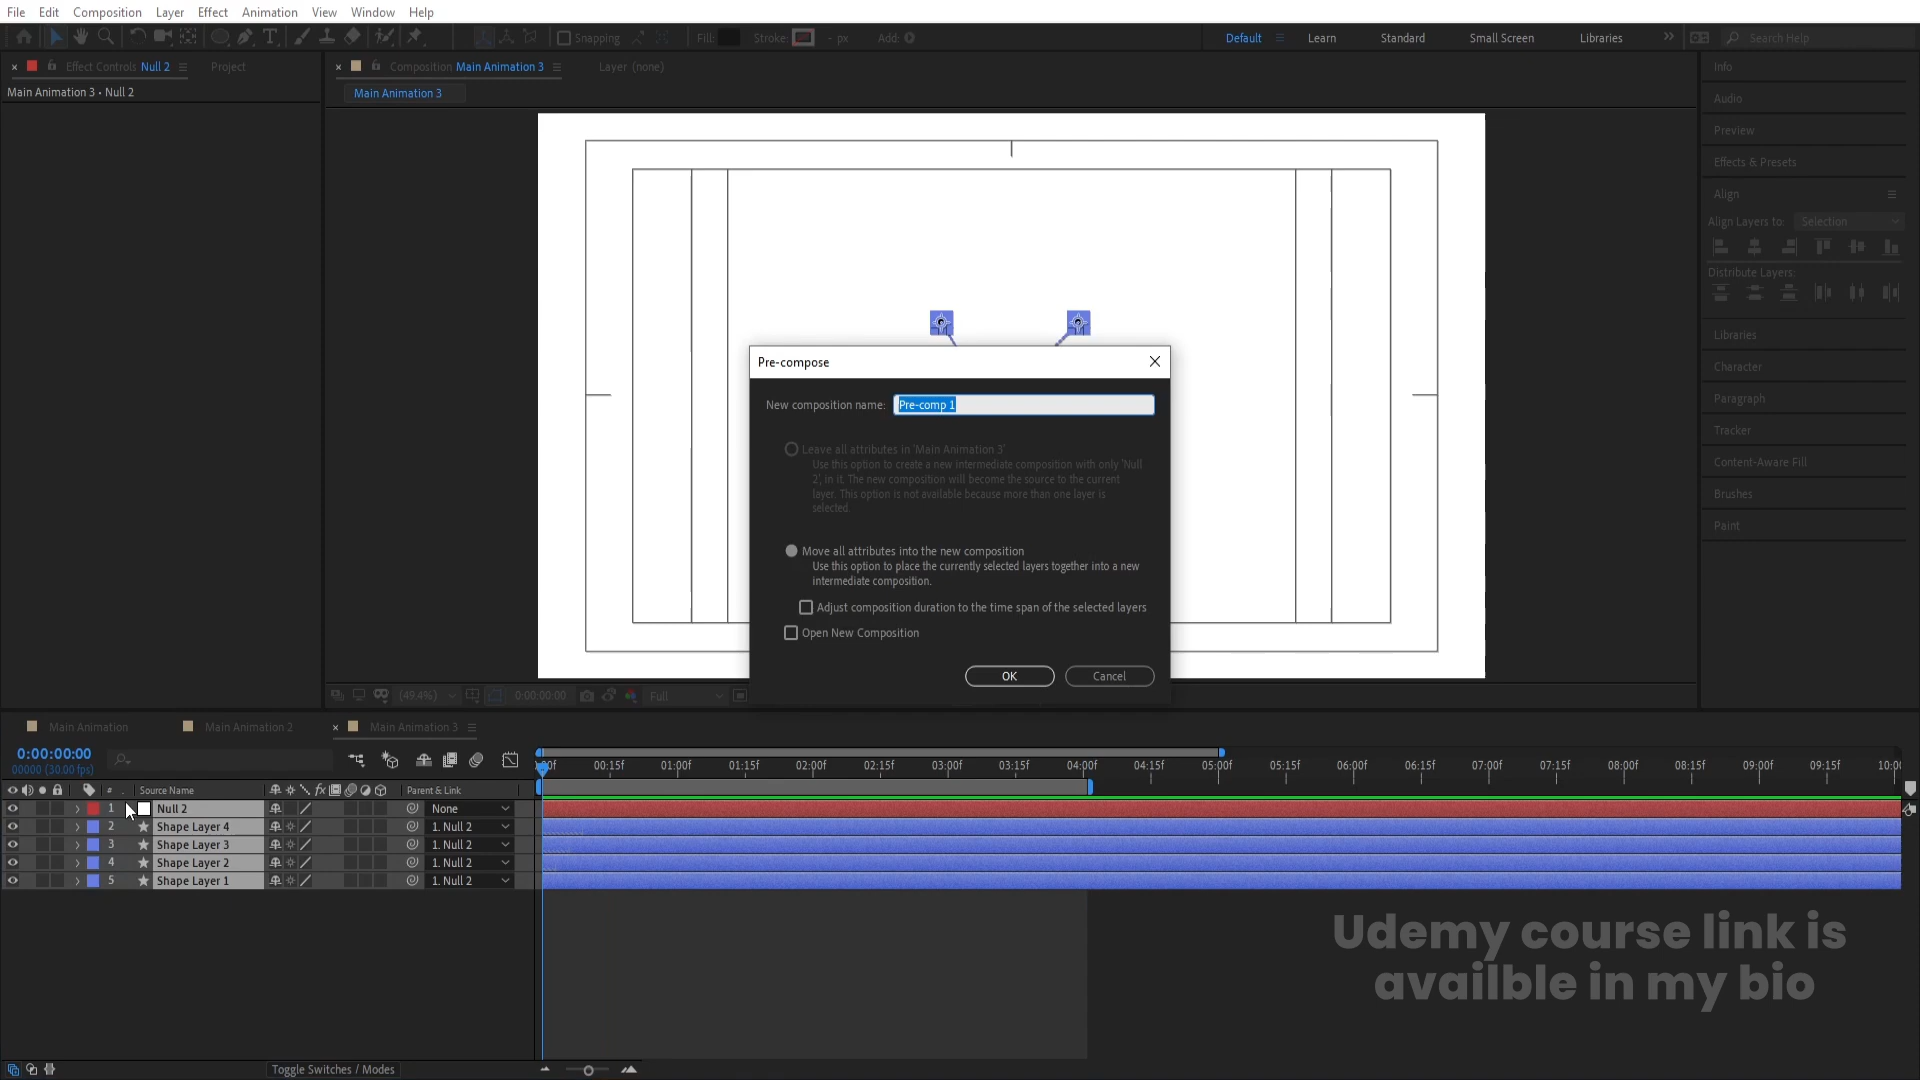 File Edit Composition Layer Effect Animation View Window Help
Snapping Fill: Stroke: - px Add: Default Learn Standard Small Screen Libraries Search Help
Effect Controls Null 2 Project
Composition Main Animation 3 Layer (none)
Main Animation 3 • Null 2
Main Animation 3
Info
Audio
Preview
Effects & Presets
Align
Align Layers to: Selection
Distribute Layers:
Libraries
Character
Paragraph
Tracker
Content-Aware Fill
Brushes
Paint
Pre-compose
New composition name: Pre-comp 1
Leave all attributes in 'Main Animation 3'
Use this option to create a new intermediate composition with only 'Null
2', in it. The new composition will become the source to the current
layer. This option is not available because more than one layer is
selected.
Move all attributes into the new composition
Use this option to place the currently selected layers together into a new
intermediate composition.
Adjust composition duration to the time span of the selected layers
Open New Composition
OK Cancel
(49.4%) 0:00:00:00 Full
Main Animation Main Animation 2 Main Animation 3
0:00:00:00
00000 (30.00 fps)
00:15f 01:00f 01:15f 02:00f 02:15f 03:00f 03:15f 04:00f 04:15f 05:00f 05:15f 06:00f 06:15f 07:00f 07:15f 08:00f 08:15f 09:00f 09:15f 10:00
# Source Name fx Parent & Link
1 Null 2 None
2 Shape Layer 4 1. Null 2
3 Shape Layer 3 1. Null 2
4 Shape Layer 2 1. Null 2
5 Shape Layer 1 1. Null 2
Udemy course link is
availble in my bio
Toggle Switches / Modes